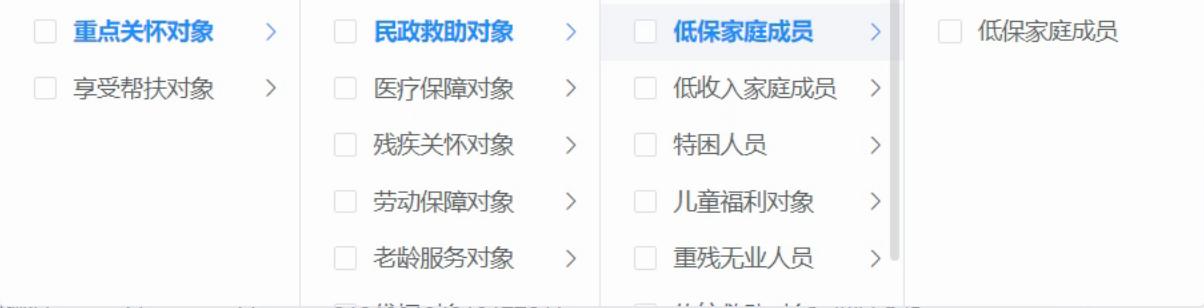 重点关怀对象
享受帮扶对象
民政救助对象
医疗保障对象
残疾关怀对象
劳动保障对象
老龄服务对象
低保家庭成员
低收入家庭成员
特困人员
儿童福利对象
重残无业人员
低保家庭成员